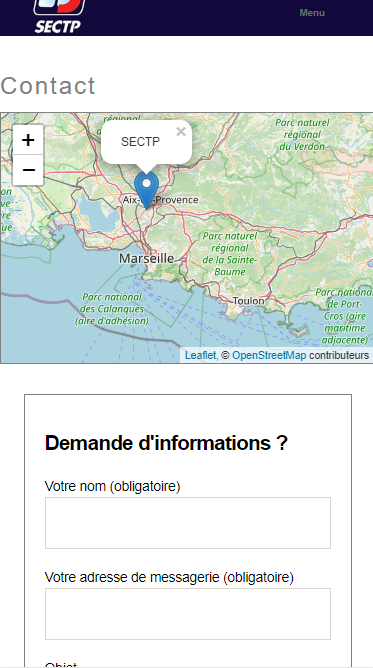 SECTP
Menu
Contact
+
−
régional
Parc naturel
régional
du Verdon
SECTP
×
Aix-
-Provence
Parc naturel
régional
de la Sainte-
Baume
Marseille
Toulon
Parc national
des Calanques
(aire d'adhésion)
Parc national
de Port-
Cros (aire
maritime
adjacente)
Leaflet, © OpenStreetMap contributeurs
Demande d'informations ?
Votre nom (obligatoire)
Votre adresse de messagerie (obligatoire)
Objet